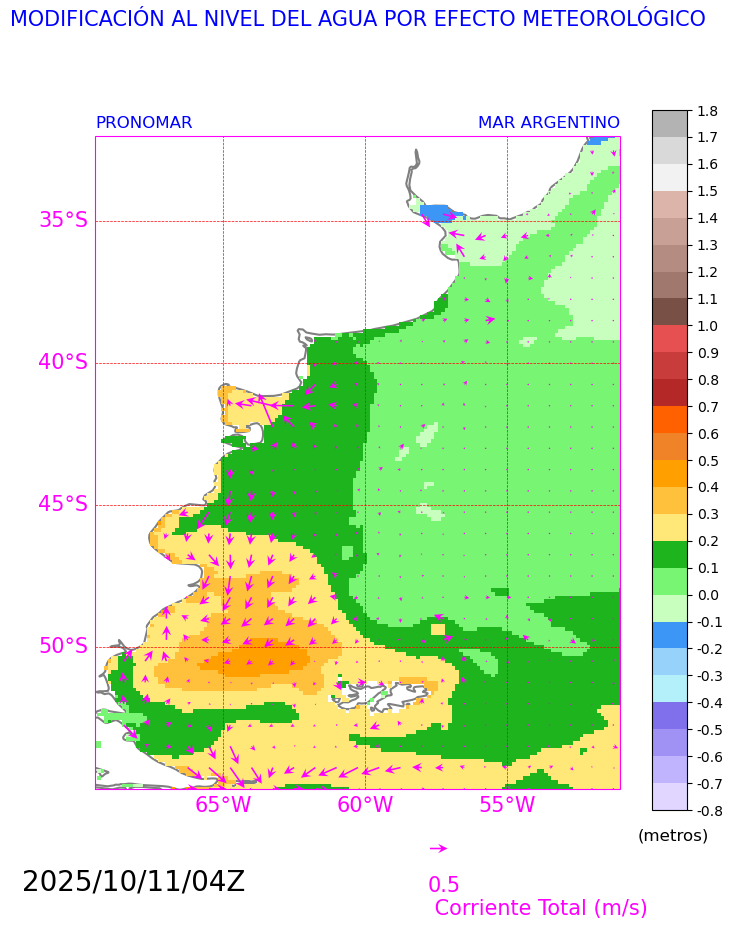 MODIFICACIÓN AL NIVEL DEL AGUA POR EFECTO METEOROLÓGICO
PRONOMAR
MAR ARGENTINO
35°S
40°S
45°S
50°S
65°W
60°W
55°W
1.8
1.7
1.6
1.5
1.4
1.3
1.2
1.1
1.0
0.9
0.8
0.7
0.6
0.5
0.4
0.3
0.2
0.1
0.0
-0.1
-0.2
-0.3
-0.4
-0.5
-0.6
-0.7
-0.8
(metros)
2025/10/11/04Z
0.5
Corriente Total (m/s)